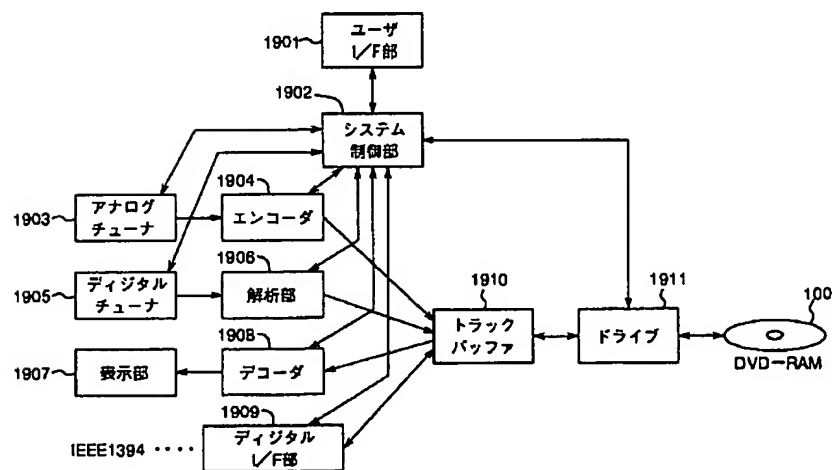 1901
ユーザ
I/F部
1902
システム
制御部
1903
アナログ
チューナ
1904
エンコーダ
1905
ディジタル
チューナ
1906
解析部
1907
表示部
1908
デコーダ
1909
ディジタル
I/F部
IEEE1394 ····
1910
トラック
バッファ
1911
ドライブ
100
DVD-RAM